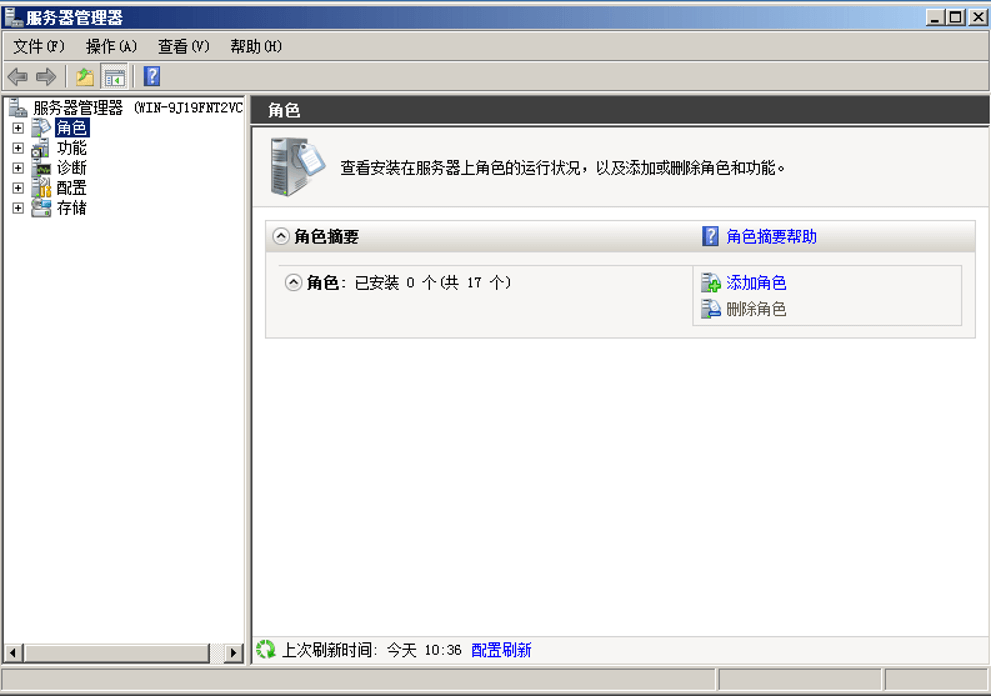 服务器管理器
文件(F) 操作(A) 查看(V) 帮助(H)
服务器管理器 (WIN-9J19FNT2VC
角色
功能
诊断
配置
存储
角色
查看安装在服务器上角色的运行状况，以及添加或删除角色和功能。
角色摘要
角色摘要帮助
角色: 已安装 0 个(共 17 个)
添加角色
删除角色
上次刷新时间: 今天 10:36 配置刷新